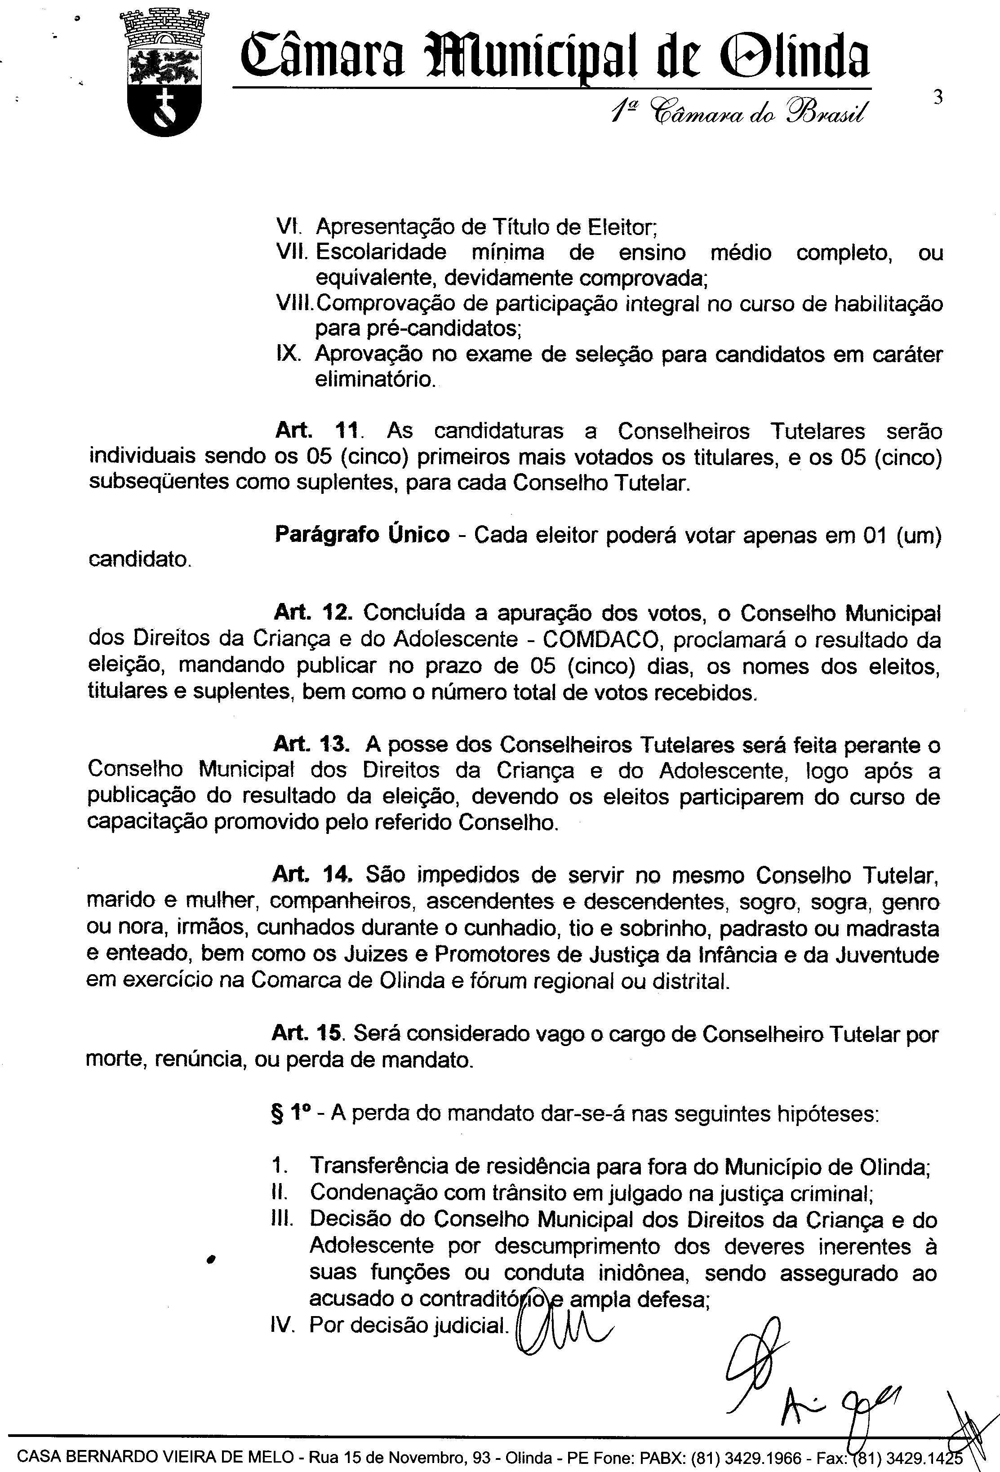 Câmara Municipal de Olinda
1ª Câmara do Brasil
3
VI. Apresentação de Título de Eleitor;
VII. Escolaridade mínima de ensino médio completo, ou
equivalente, devidamente comprovada;
VIII. Comprovação de participação integral no curso de habilitação
para pré-candidatos;
IX. Aprovação no exame de seleção para candidatos em caráter
eliminatório.
Art. 11. As candidaturas a Conselheiros Tutelares serão
individuais sendo os 05 (cinco) primeiros mais votados os titulares, e os 05 (cinco)
subseqüentes como suplentes, para cada Conselho Tutelar.
Parágrafo Único - Cada eleitor poderá votar apenas em 01 (um)
candidato.
Art. 12. Concluída a apuração dos votos, o Conselho Municipal
dos Direitos da Criança e do Adolescente - COMDACO, proclamará o resultado da
eleição, mandando publicar no prazo de 05 (cinco) dias, os nomes dos eleitos,
titulares e suplentes, bem como o número total de votos recebidos.
Art. 13. A posse dos Conselheiros Tutelares será feita perante o
Conselho Municipal dos Direitos da Criança e do Adolescente, logo após a
publicação do resultado da eleição, devendo os eleitos participarem do curso de
capacitação promovido pelo referido Conselho.
Art. 14. São impedidos de servir no mesmo Conselho Tutelar,
marido e mulher, companheiros, ascendentes e descendentes, sogro, sogra, genro
ou nora, irmãos, cunhados durante o cunhadio, tio e sobrinho, padrasto ou madrasta
e enteado, bem como os Juizes e Promotores de Justiça da Infância e da Juventude
em exercício na Comarca de Olinda e fórum regional ou distrital.
Art. 15. Será considerado vago o cargo de Conselheiro Tutelar por
morte, renúncia, ou perda de mandato.
§ 1º - A perda do mandato dar-se-á nas seguintes hipóteses:
1. Transferência de residência para fora do Município de Olinda;
II. Condenação com trânsito em julgado na justiça criminal;
III. Decisão do Conselho Municipal dos Direitos da Criança e do
Adolescente por descumprimento dos deveres inerentes à
suas funções ou conduta inidônea, sendo assegurado ao
acusado o contraditório e ampla defesa;
IV. Por decisão judicial.
CASA BERNARDO VIEIRA DE MELO - Rua 15 de Novembro, 93 - Olinda - PE Fone: PABX: (81) 3429.1966 - Fax: (81) 3429.1425